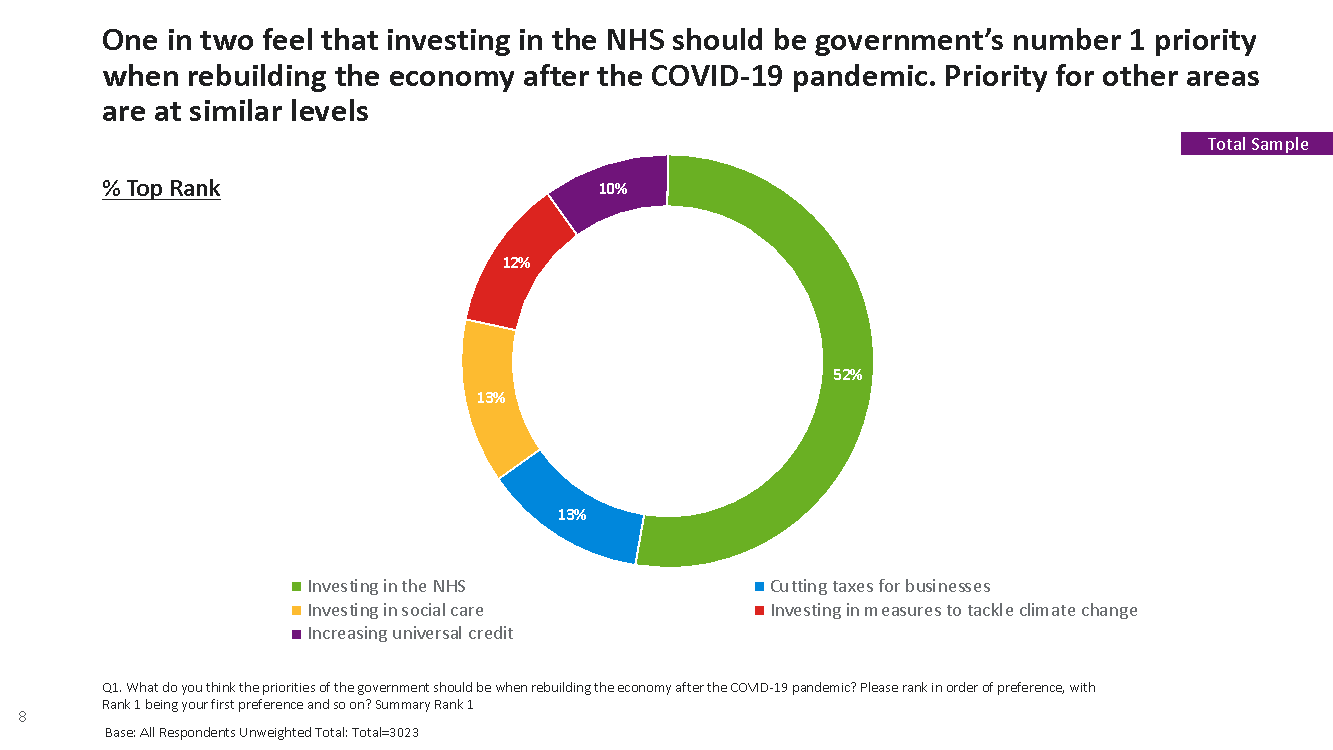 One in two feel that investing in the NHS should be government’s number 1 priority
when rebuilding the economy after the COVID-19 pandemic. Priority for other areas
are at similar levels
Total Sample
% Top Rank
10%
12%
52%
13%
13%
Investing in the NHS
Cutting taxes for businesses
Investing in social care
Investing in measures to tackle climate change
Increasing universal credit
Q1. What do you think the priorities of the government should be when rebuilding the economy after the COVID-19 pandemic? Please rank in order of preference, with
Rank 1 being your first preference and so on? Summary Rank 1
8
Base: All Respondents Unweighted Total: Total=3023